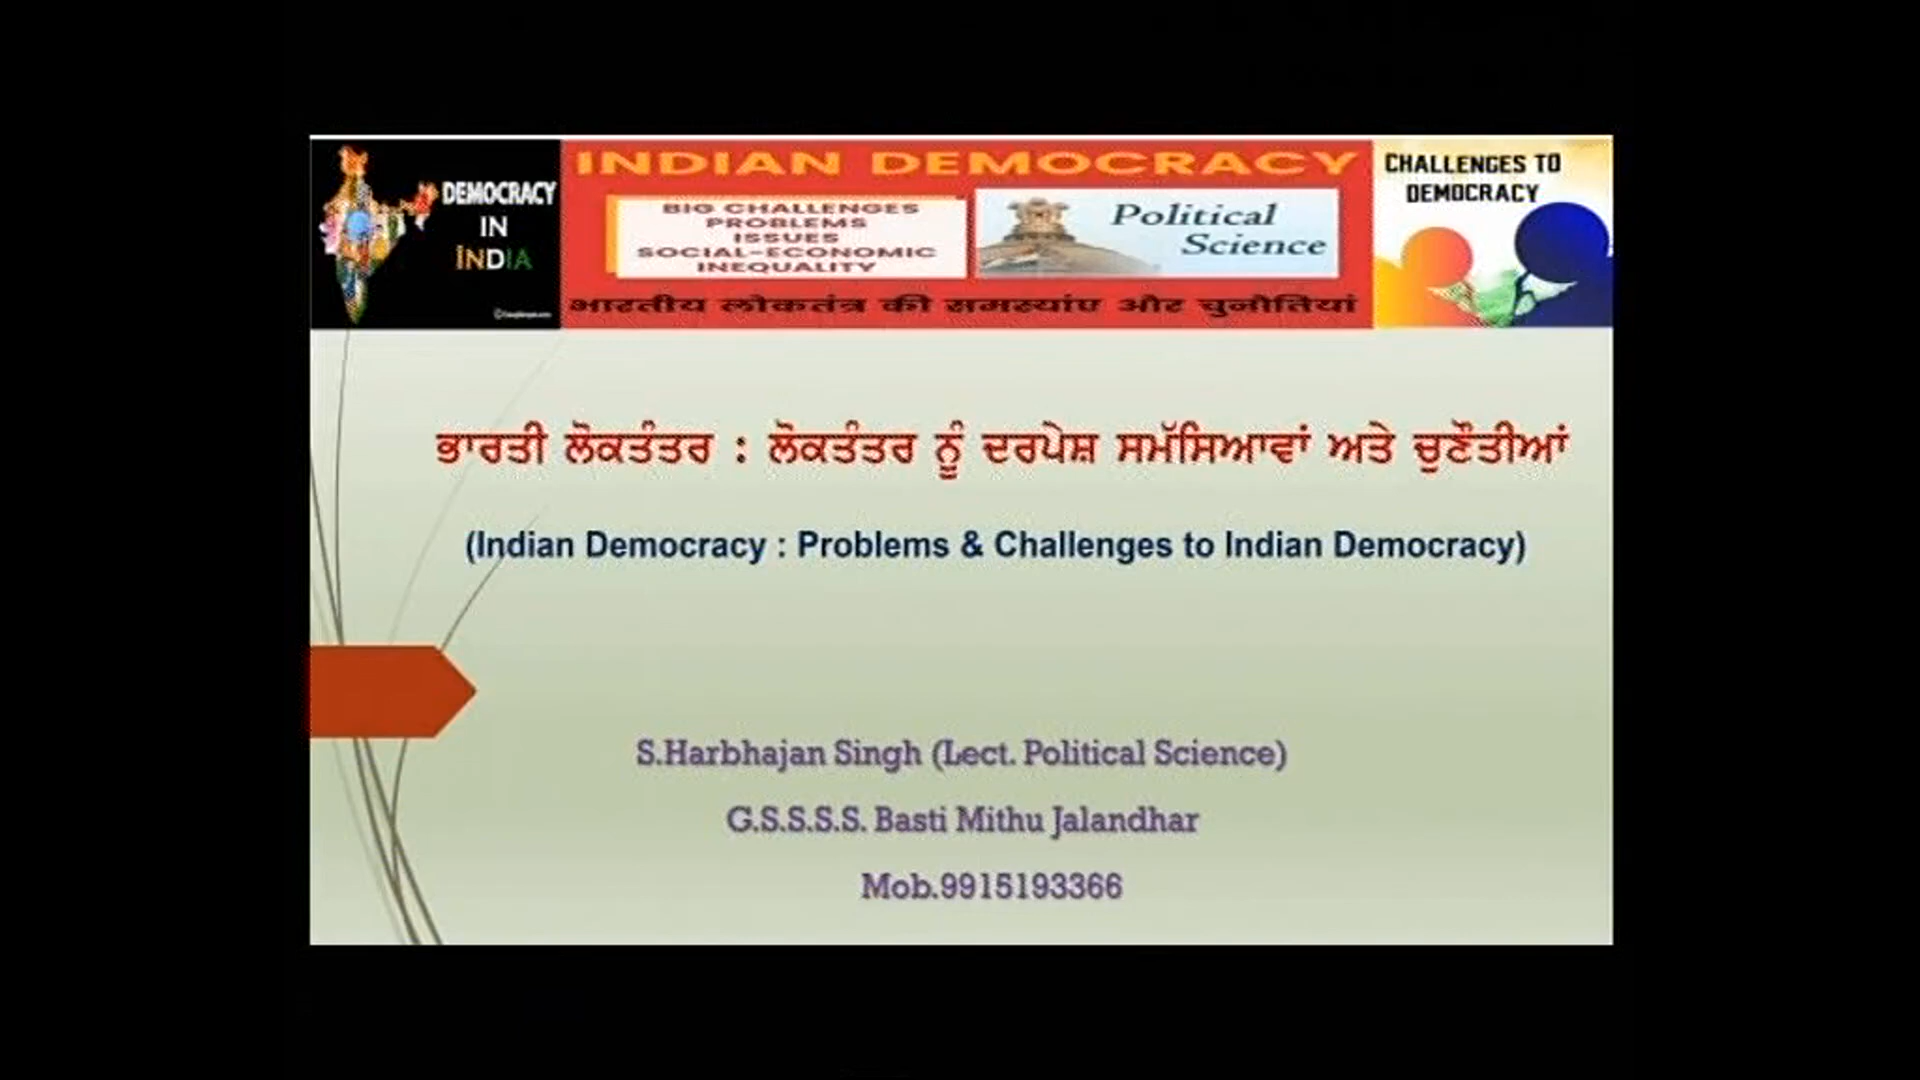 DEMOCRACY
IN
INDIA
INDIAN DEMOCRACY
BIG CHALLENGES
PROBLEMS
ISSUES
SOCIAL-ECONOMIC
INEQUALITY
Political
Science
भारतीय लोकतंत्र की समस्यांए और चुनौतियां
CHALLENGES TO
DEMOCRACY
ਭਾਰਤੀ ਲੋਕਤੰਤਰ : ਲੋਕਤੰਤਰ ਨੂੰ ਦਰਪੇਸ਼ ਸਮੱਸਿਆਵਾਂ ਅਤੇ ਚੁਣੌਤੀਆਂ
(Indian Democracy : Problems & Challenges to Indian Democracy)
S.Harbhajan Singh (Lect. Political Science)
G.S.S.S.S. Basti Mithu Jalandhar
Mob.9915193366